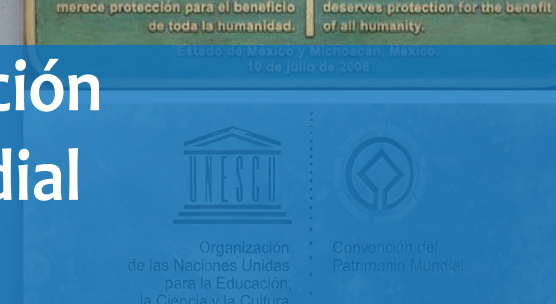 merece protección para el beneficio
de toda la humanidad.
deserves protection for the benefit
of all humanity.
Estado de México y Michoacán, México.
10 de julio de 2008
ción
dial
UNESCO
Organización
de las Naciones Unidas
para la Educación,
la Ciencia y la Cultura
Convención del
Patrimonio Mundial